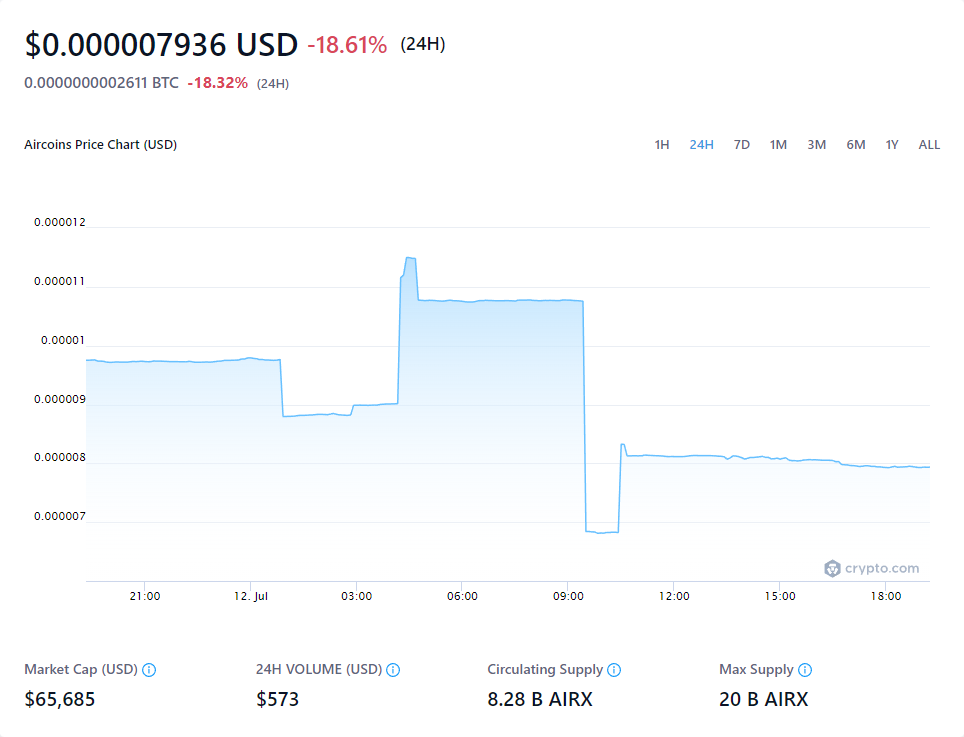 $0.000007936 USD -18.61% (24H)
0.0000000002611 BTC -18.32% (24H)
Aircoins Price Chart (USD)
1H 24H 7D 1M 3M 6M 1Y ALL
0.000012
0.000011
0.00001
0.000009
0.000008
0.000007
crypto.com
21:00 12. Jul 03:00 06:00 09:00 12:00 15:00 18:00
Market Cap (USD) 24H VOLUME (USD) Circulating Supply Max Supply
$65,685 $573 8.28 B AIRX 20 B AIRX